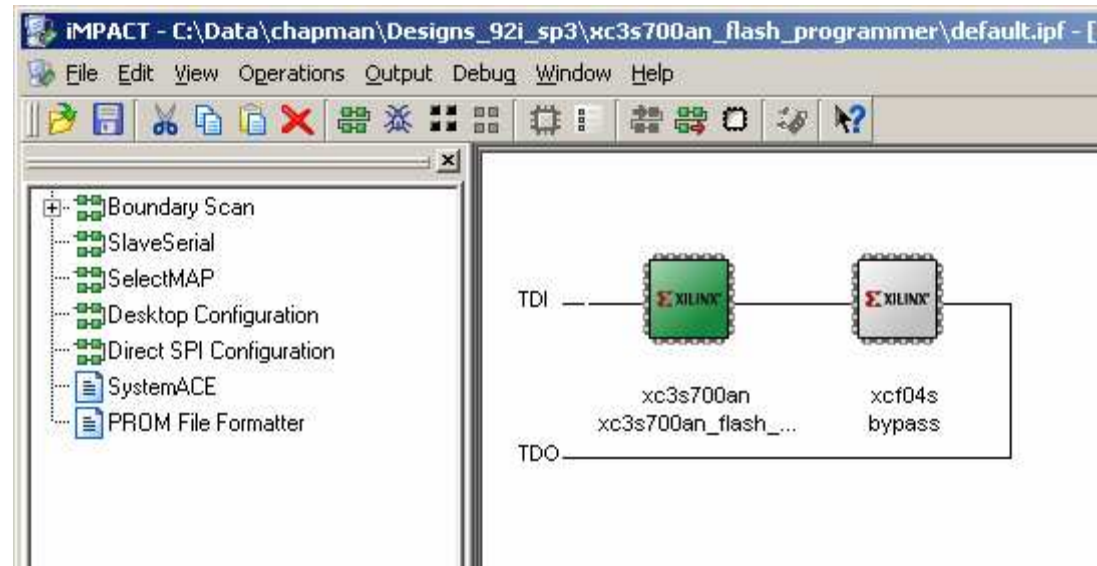 iMPACT - C:\Data\chapman\Designs_92i_sp3\xc3s700an_flash_programmer\default.ipf - [
File Edit View Operations Output Debug Window Help
Boundary Scan
SlaveSerial
SelectMAP
Desktop Configuration
Direct SPI Configuration
SystemACE
PROM File Formatter
TDI
XILINX
XILINX
xc3s700an
xc3s700an_flash_...
xcf04s
bypass
TDO